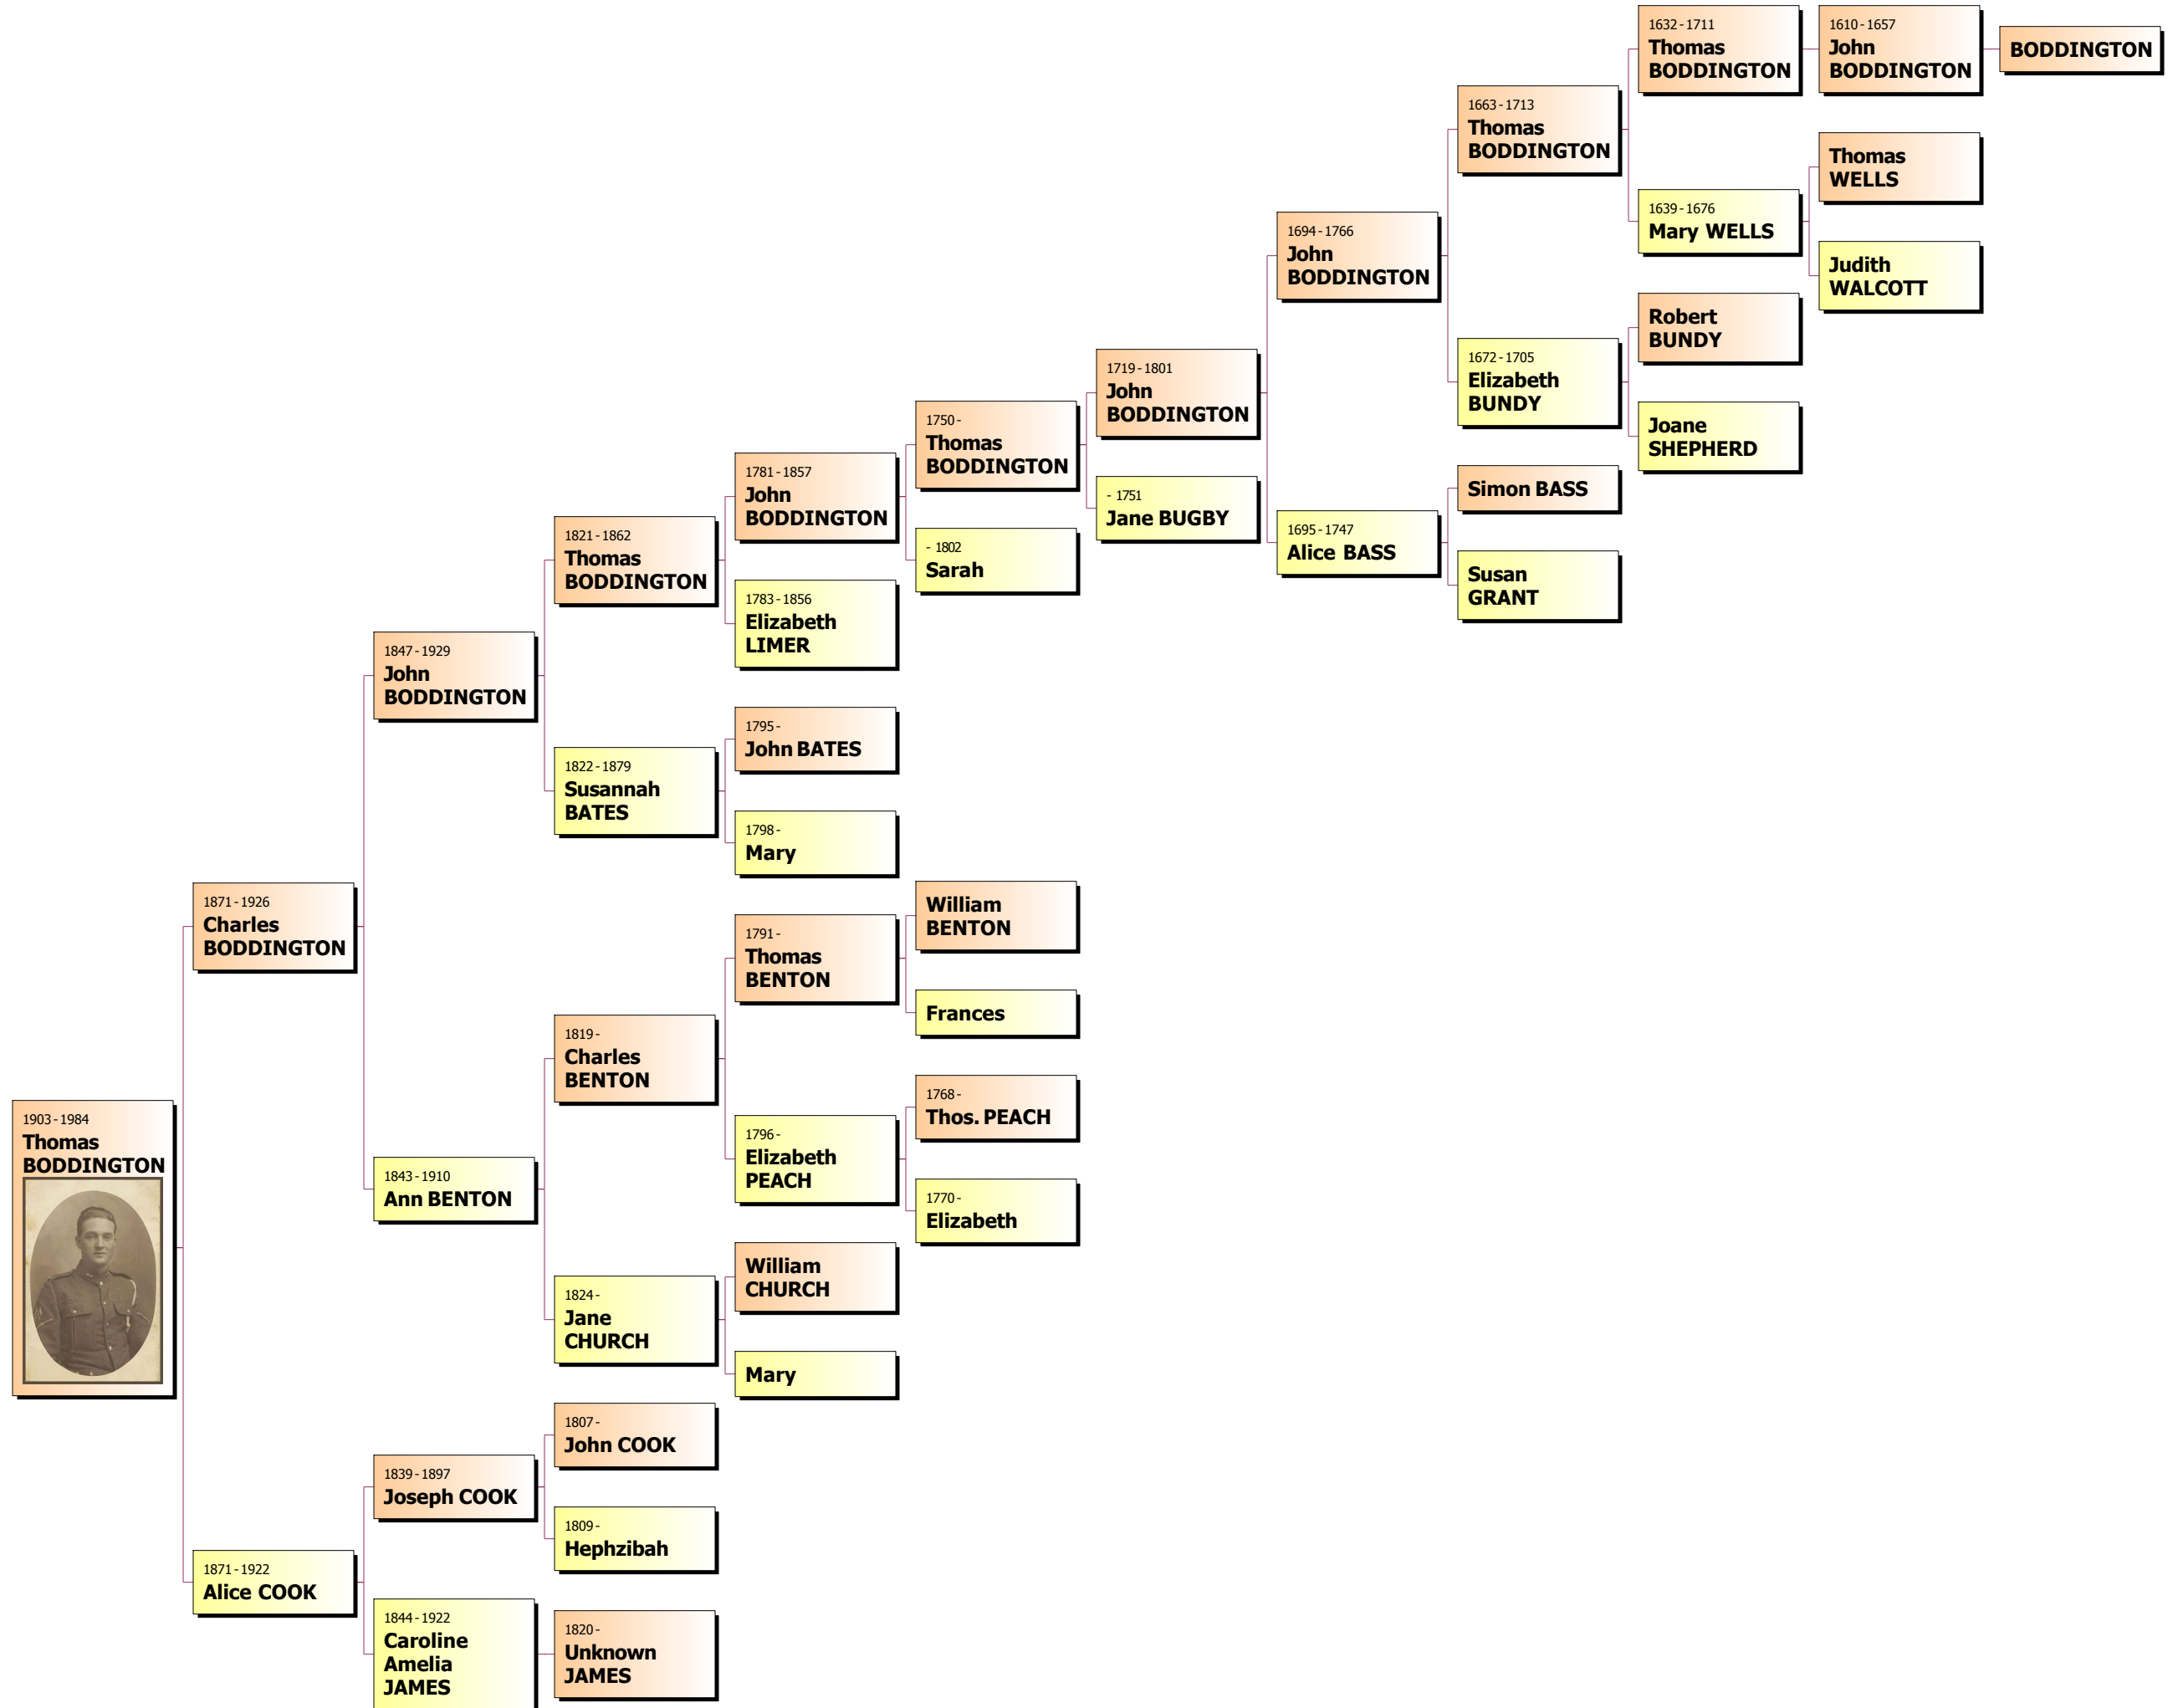 1632 - 1711
Thomas
BODDINGTON
1610 - 1657
John
BODDINGTON
BODDINGTON
1663 - 1713
Thomas
BODDINGTON
Thomas
WELLS
1639 - 1676
Mary WELLS
Judith
WALCOTT
1694 - 1766
John
BODDINGTON
Robert
BUNDY
1672 - 1705
Elizabeth
BUNDY
Joane
SHEPHERD
1719 - 1801
John
BODDINGTON
1750 -
Thomas
BODDINGTON
Simon BASS
- 1751
Jane BUGBY
1695 - 1747
Alice BASS
Susan
GRANT
1781 - 1857
John
BODDINGTON
- 1802
Sarah
1821 - 1862
Thomas
BODDINGTON
1783 - 1856
Elizabeth
LIMER
1847 - 1929
John
BODDINGTON
1795 -
John BATES
1822 - 1879
Susannah
BATES
1798 -
Mary
1871 - 1926
Charles
BODDINGTON
William
BENTON
1791 -
Thomas
BENTON
Frances
1819 -
Charles
BENTON
1768 -
Thos. PEACH
1796 -
Elizabeth
PEACH
1770 -
Elizabeth
1903 - 1984
Thomas
BODDINGTON
1843 - 1910
Ann BENTON
William
CHURCH
1824 -
Jane
CHURCH
Mary
1807 -
John COOK
1839 - 1897
Joseph COOK
1809 -
Hephzibah
1871 - 1922
Alice COOK
1844 - 1922
Caroline
Amelia
JAMES
1820 -
Unknown
JAMES